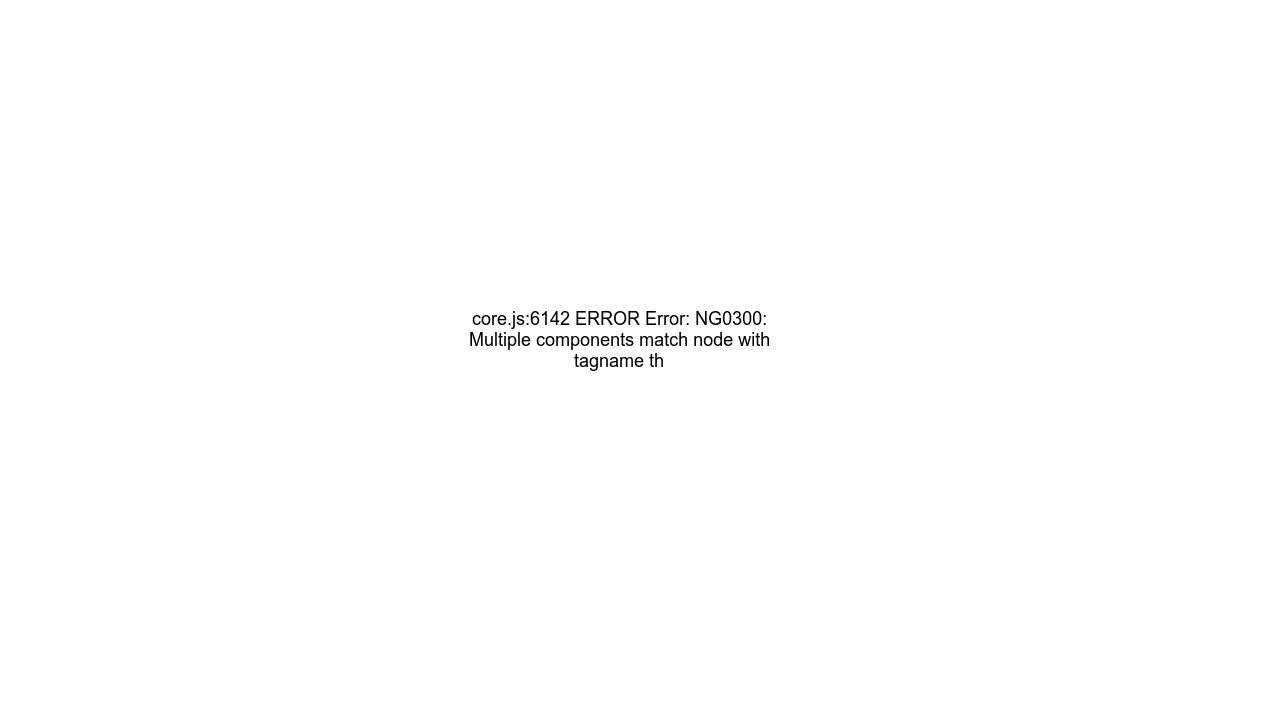 core.js:6142 ERROR Error: NG0300:
Multiple components match node with
tagname th